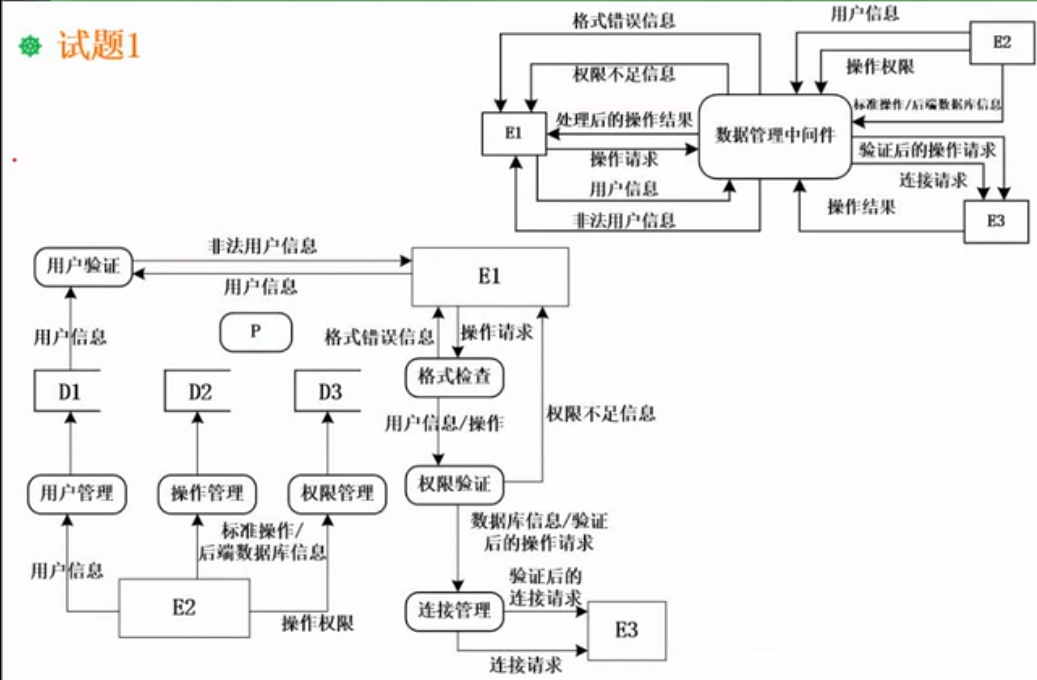 试题1
格式错误信息
用户信息
E2
权限不足信息
操作权限
标准操作/后端数据库信息
E1
处理后的操作结果
数据管理中间件
操作请求
验证后的操作请求
连接请求
用户信息
操作结果
非法用户信息
E3
用户验证
非法用户信息
用户信息
E1
用户信息
P
格式错误信息
操作请求
D1
D2
D3
格式检查
用户信息/操作
权限不足信息
用户管理
操作管理
权限管理
权限验证
标准操作/
后端数据库信息
数据库信息/验证
后的操作请求
用户信息
E2
操作权限
验证后的
连接请求
连接管理
E3
连接请求